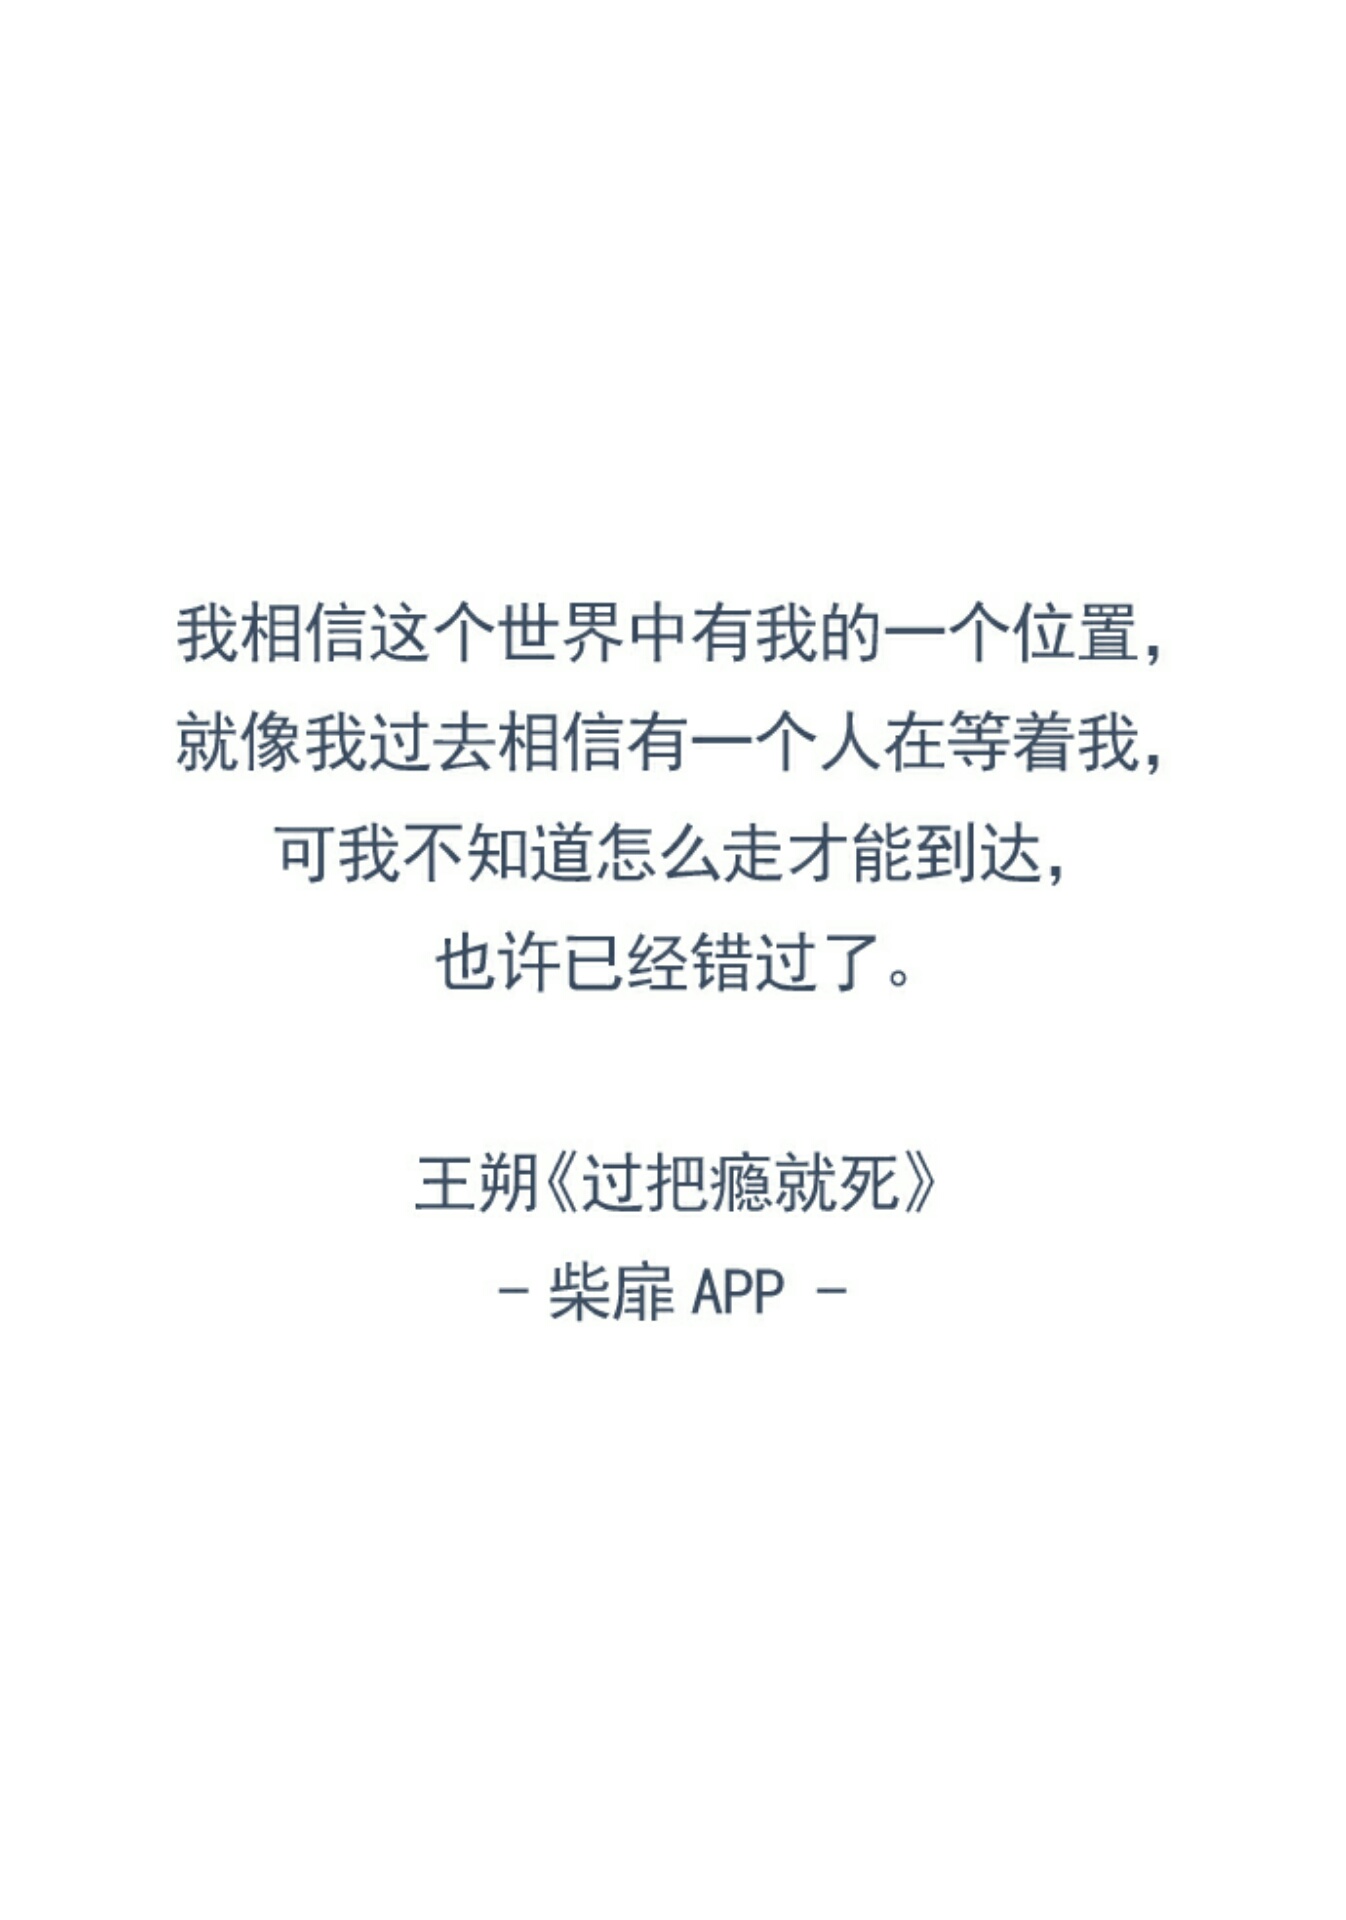 我相信这个世界中有我的一个位置，
就像我过去相信有一个人在等着我，
可我不知道怎么走才能到达，
也许已经错过了。
王朔《过把瘾就死》
- 柴扉 APP -